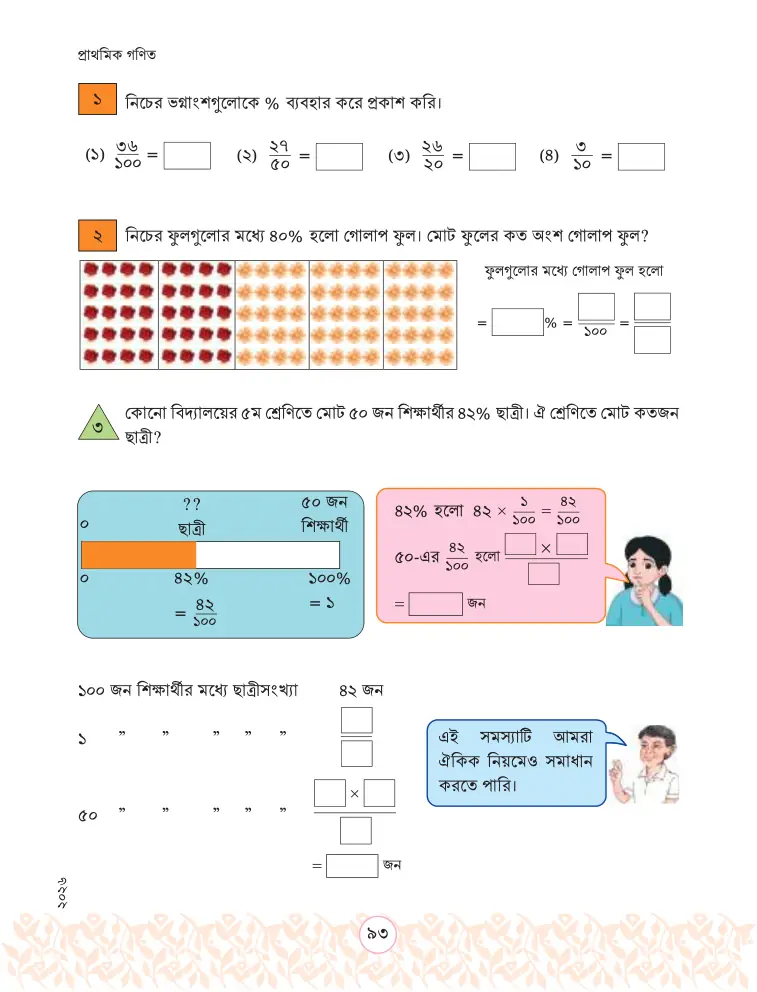 প্রাথমিক গণিত
১ নিচের ভগ্নাংশগুলোকে % ব্যবহার করে প্রকাশ করি।
(১) ৩৬/১০০ = (২) ২৭/৫০ = (৩) ২৬/২০ = (৪) ৩/১০ =
২ নিচের ফুলগুলোর মধ্যে ৪০% হলো গোলাপ ফুল। মোট ফুলের কত অংশ গোলাপ ফুল?
ফুলগুলোর মধ্যে গোলাপ ফুল হলো
= % = /১০০ =
৩ কোনো বিদ্যালয়ের ৫ম শ্রেণিতে মোট ৫০ জন শিক্ষার্থীর ৪২% ছাত্রী। ঐ শ্রেণিতে মোট কতজন
ছাত্রী?
?? ৫০ জন
০ ছাত্রী শিক্ষার্থী
০ ৪২% ১০০%
= ৪২/১০০ = ১
৪২% হলো ৪২ × ১/১০০ = ৪২/১০০
৫০-এর ৪২/১০০ হলো ×
= জন
১০০ জন শিক্ষার্থীর মধ্যে ছাত্রীসংখ্যা ৪২ জন
১ ” ” ” ” ”
এই সমস্যাটি আমরা
ঐকিক নিয়মেও সমাধান
করতে পারি।
৫০ ” ” ” ” ” ×
= জন
২০২৬
৯৩